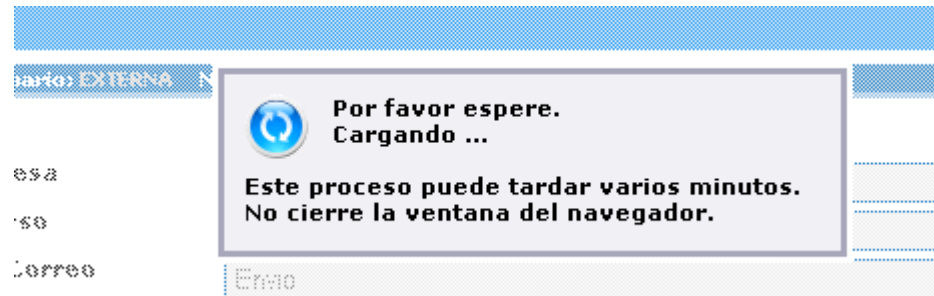 uario: EXTERNA N
Por favor espere.
Cargando ...
esa
Este proceso puede tardar varios minutos.
No cierre la ventana del navegador.
rso
Correo
Envio